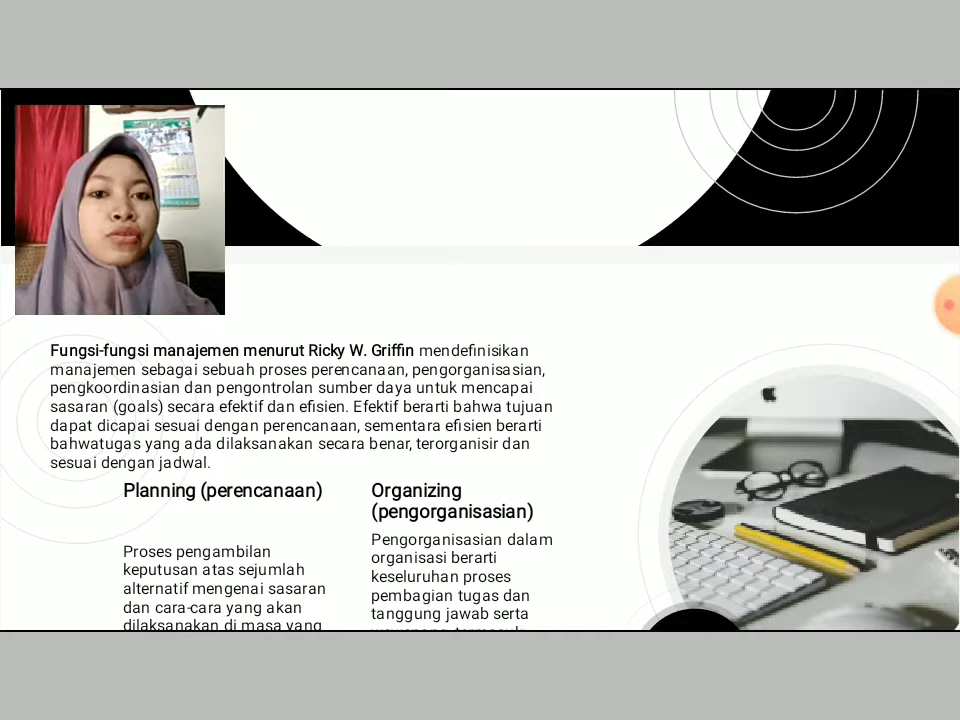 Fungsi-fungsi manajemen menurut Ricky W. Griffin mendefinisikan
manajemen sebagai sebuah proses perencanaan, pengorganisasian,
pengkoordinasian dan pengontrolan sumber daya untuk mencapai
sasaran (goals) secara efektif dan efisien. Efektif berarti bahwa tujuan
dapat dicapai sesuai dengan perencanaan, sementara efisien berarti
bahwatugas yang ada dilaksanakan secara benar, terorganisir dan
sesuai dengan jadwal.
Planning (perencanaan)
Proses pengambilan
keputusan atas sejumlah
alternatif mengenai sasaran
dan cara-cara yang akan
dilaksanakan di masa yang
Organizing
(pengorganisasian)
Pengorganisasian dalam
organisasi berarti
keseluruhan proses
pembagian tugas dan
tanggung jawab serta